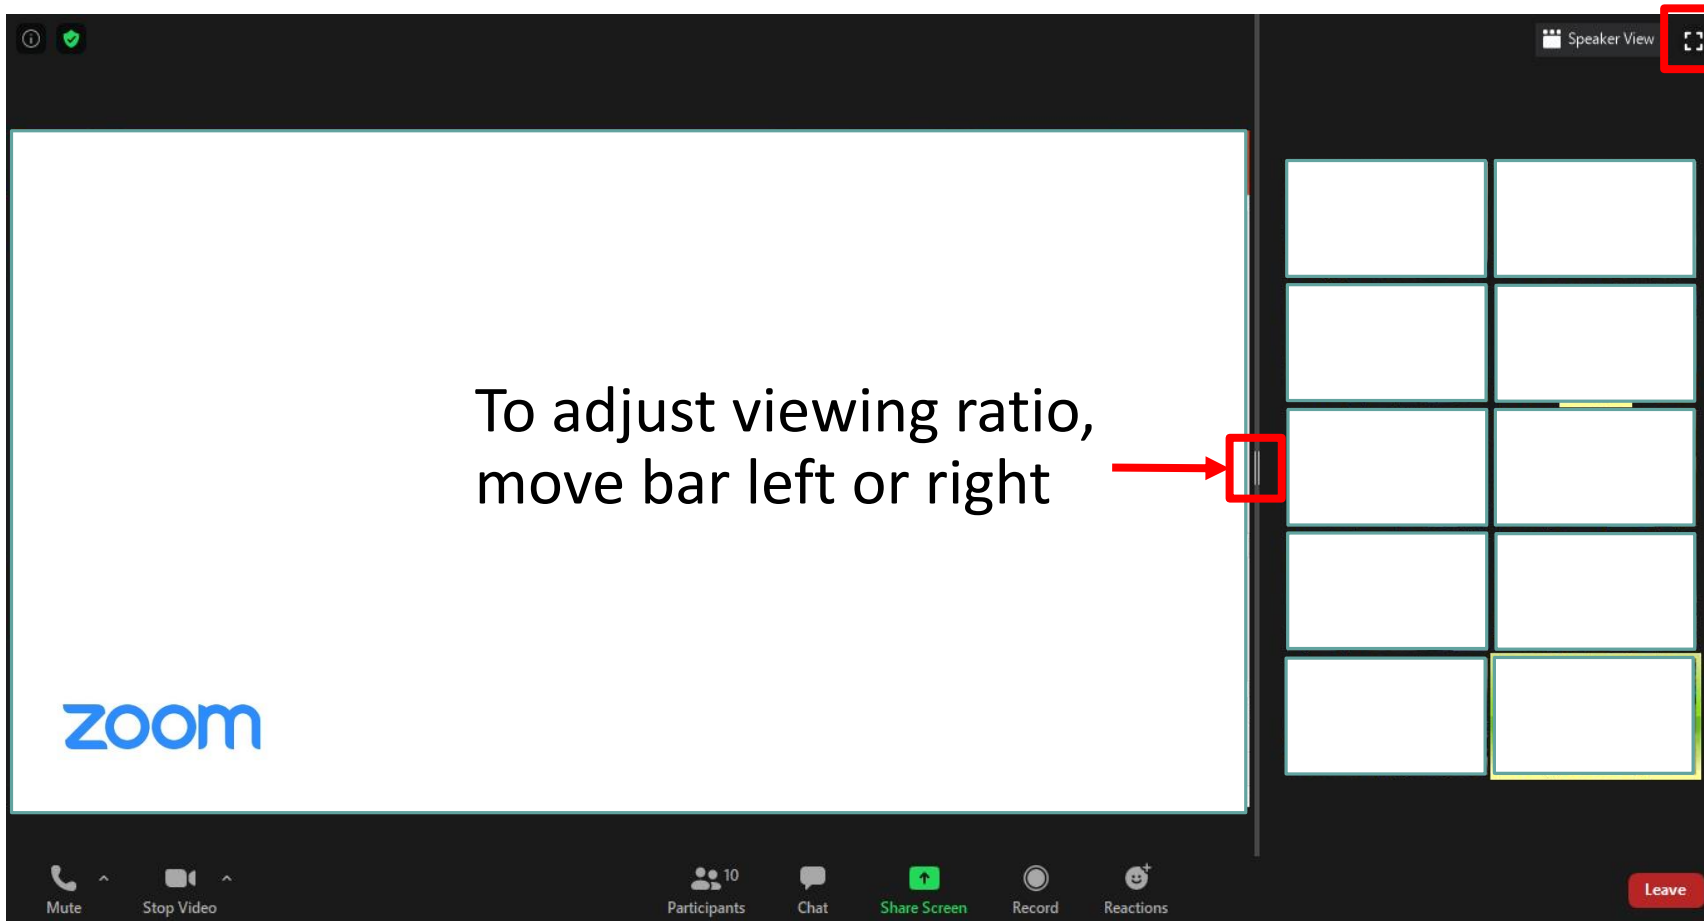 Speaker View
To adjust viewing ratio,
move bar left or right
zoom
Mute
Stop Video
Participants
10
Chat
Share Screen
Record
Reactions
Leave